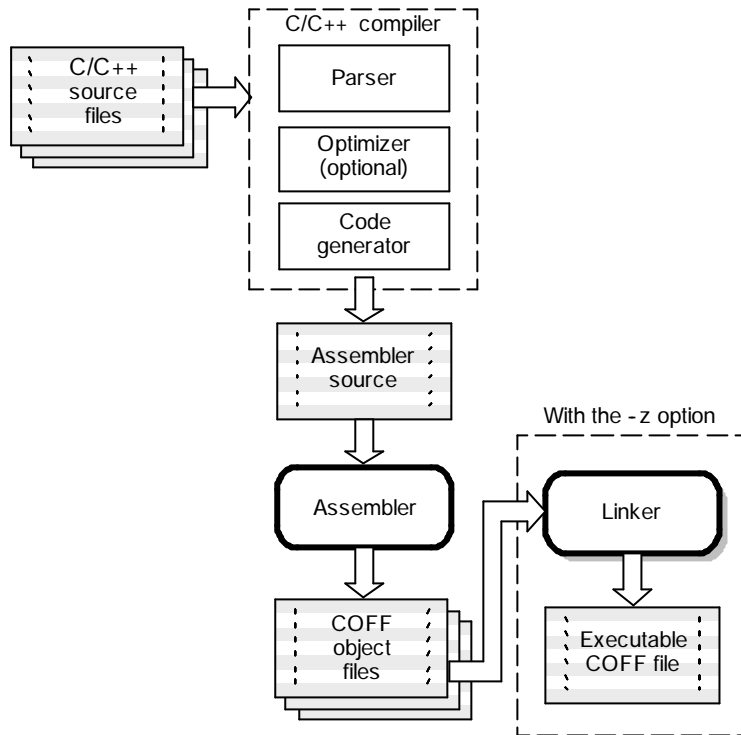 C/C++ compiler
C/C++
source
files
Parser
Optimizer
(optional)
Code
generator
Assembler
source
With the -z option
Assembler
Linker
COFF
object
files
Executable
COFF file